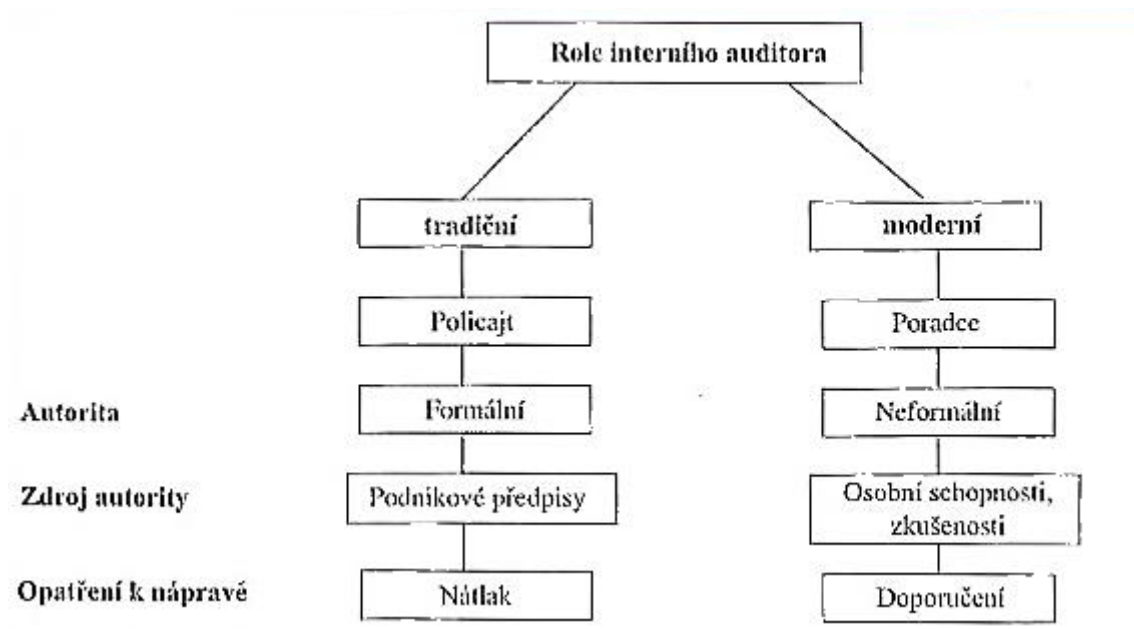 Role interního auditora
tradiční
moderní
Policajt
Poradce
Autorita
Formální
Neformální
Zdroj autority
Podnikové předpisy
Osobní schopnosti,
zkušenosti
Opatření k nápravě
Nátlak
Doporučení